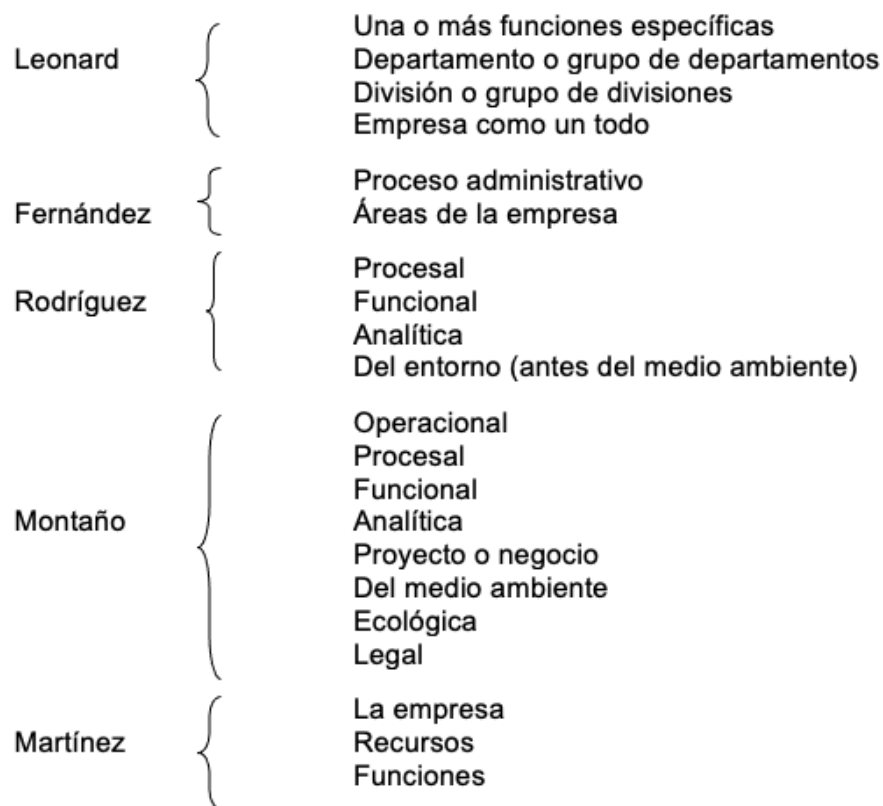 Leonard
Una o más funciones específicas
Departamento o grupo de departamentos
División o grupo de divisiones
Empresa como un todo
Fernández
Proceso administrativo
Áreas de la empresa
Rodríguez
Procesal
Funcional
Analítica
Del entorno (antes del medio ambiente)
Montaño
Operacional
Procesal
Funcional
Analítica
Proyecto o negocio
Del medio ambiente
Ecológica
Legal
Martínez
La empresa
Recursos
Funciones